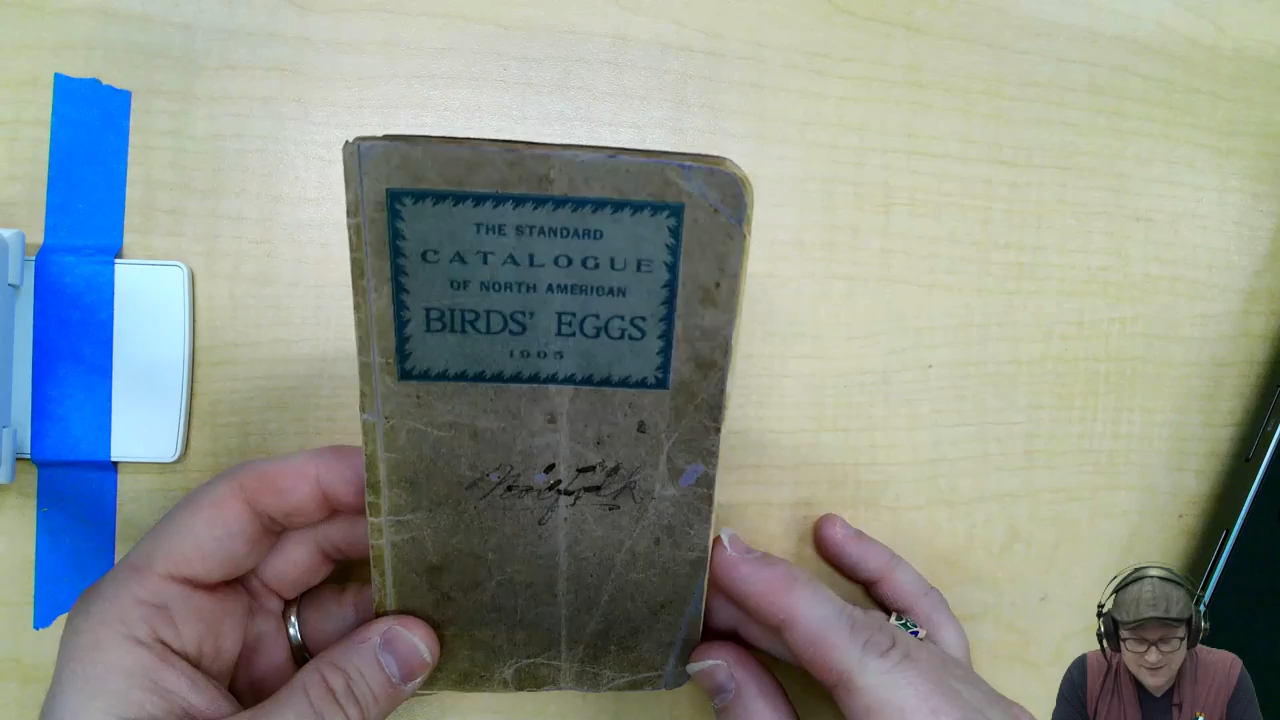 THE STANDARD
CATALOGUE
OF NORTH AMERICAN
BIRDS' EGGS
1905